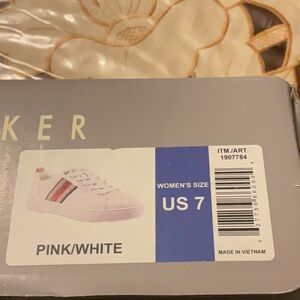 KER
ITM./ART.
1907784
WOMEN'S SIZE
US 7
PINK/WHITE
MADE IN VIETNAM